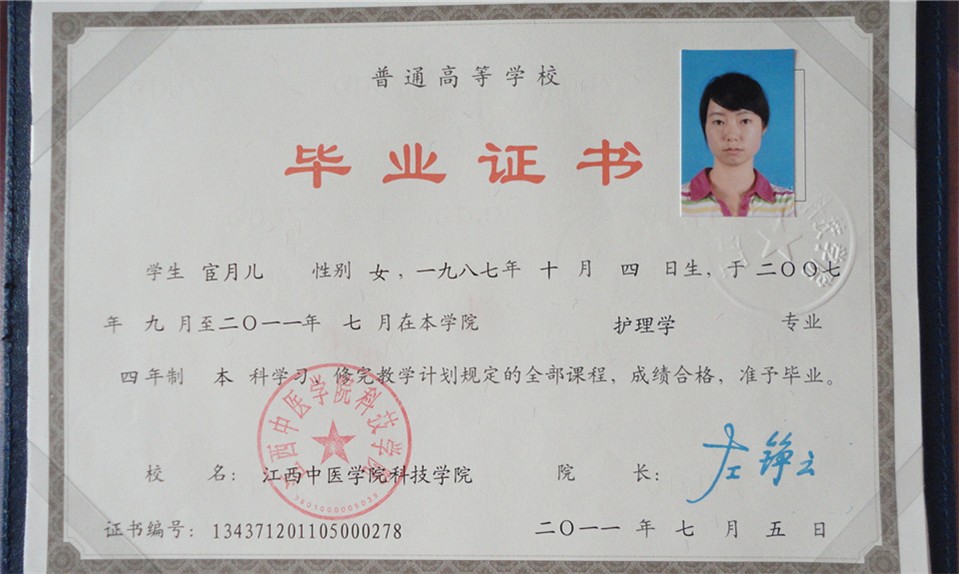 普通高等学校
毕业证书
学生 宦月儿 性别 女，一九八七年 十 月 四 日生，于 二〇〇七
年 九 月至二〇一一年 七 月在本学院 护理学 专业
四年制 本 科学习，修完教学计划规定的全部课程，成绩合格，准予毕业。
江西中医学院科技学院
3601000005039
校 名：江西中医学院科技学院 院 长：
证书编号：134371201105000278 二〇一一 年 七 月 五 日